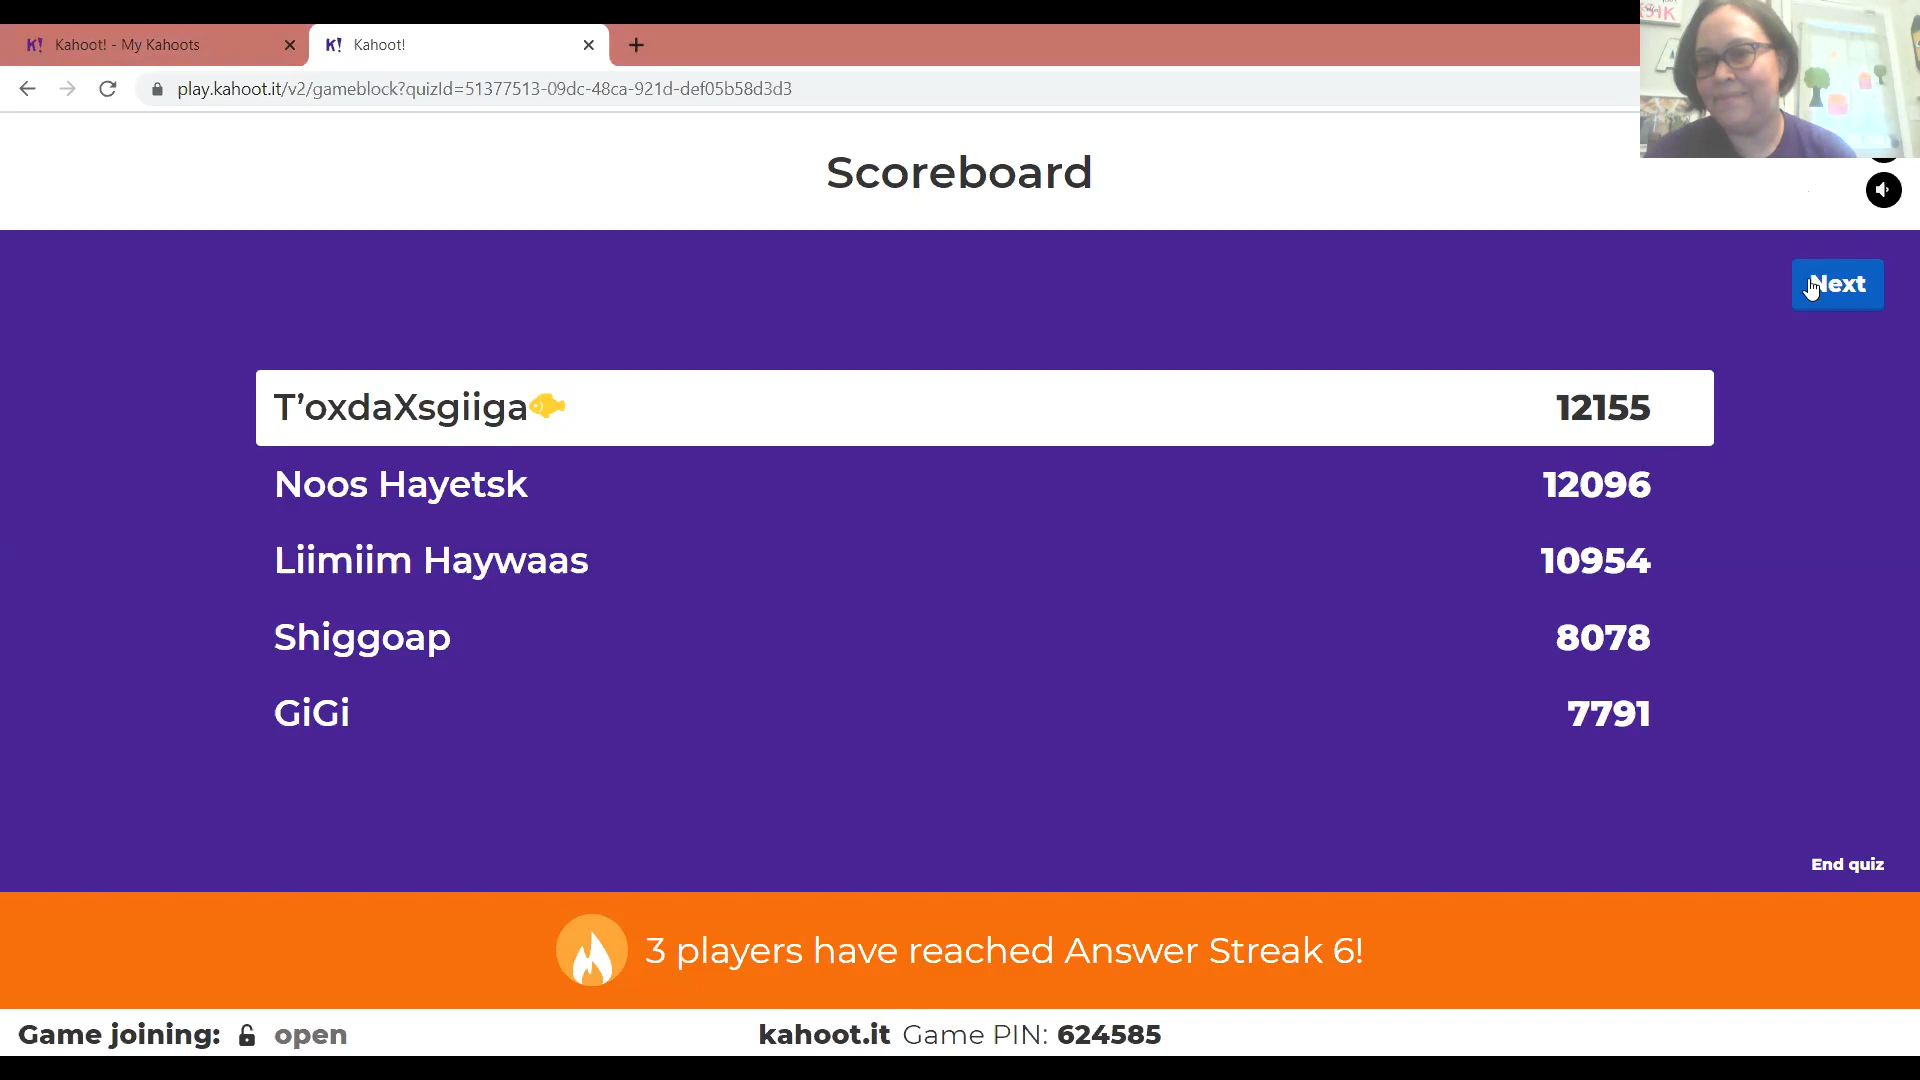 K! Kahoot! - My Kahoots
K! Kahoot!
play.kahoot.it/v2/gameblock?quizId=51377513-09dc-48ca-921d-def05b58d3d3
Scoreboard
Next
T’oxdaXsgiiga🐟 12155
Noos Hayetsk 12096
Liimiim Haywaas 10954
Shiggoap 8078
GiGi 7791
End quiz
3 players have reached Answer Streak 6!
Game joining: open
kahoot.it Game PIN: 624585